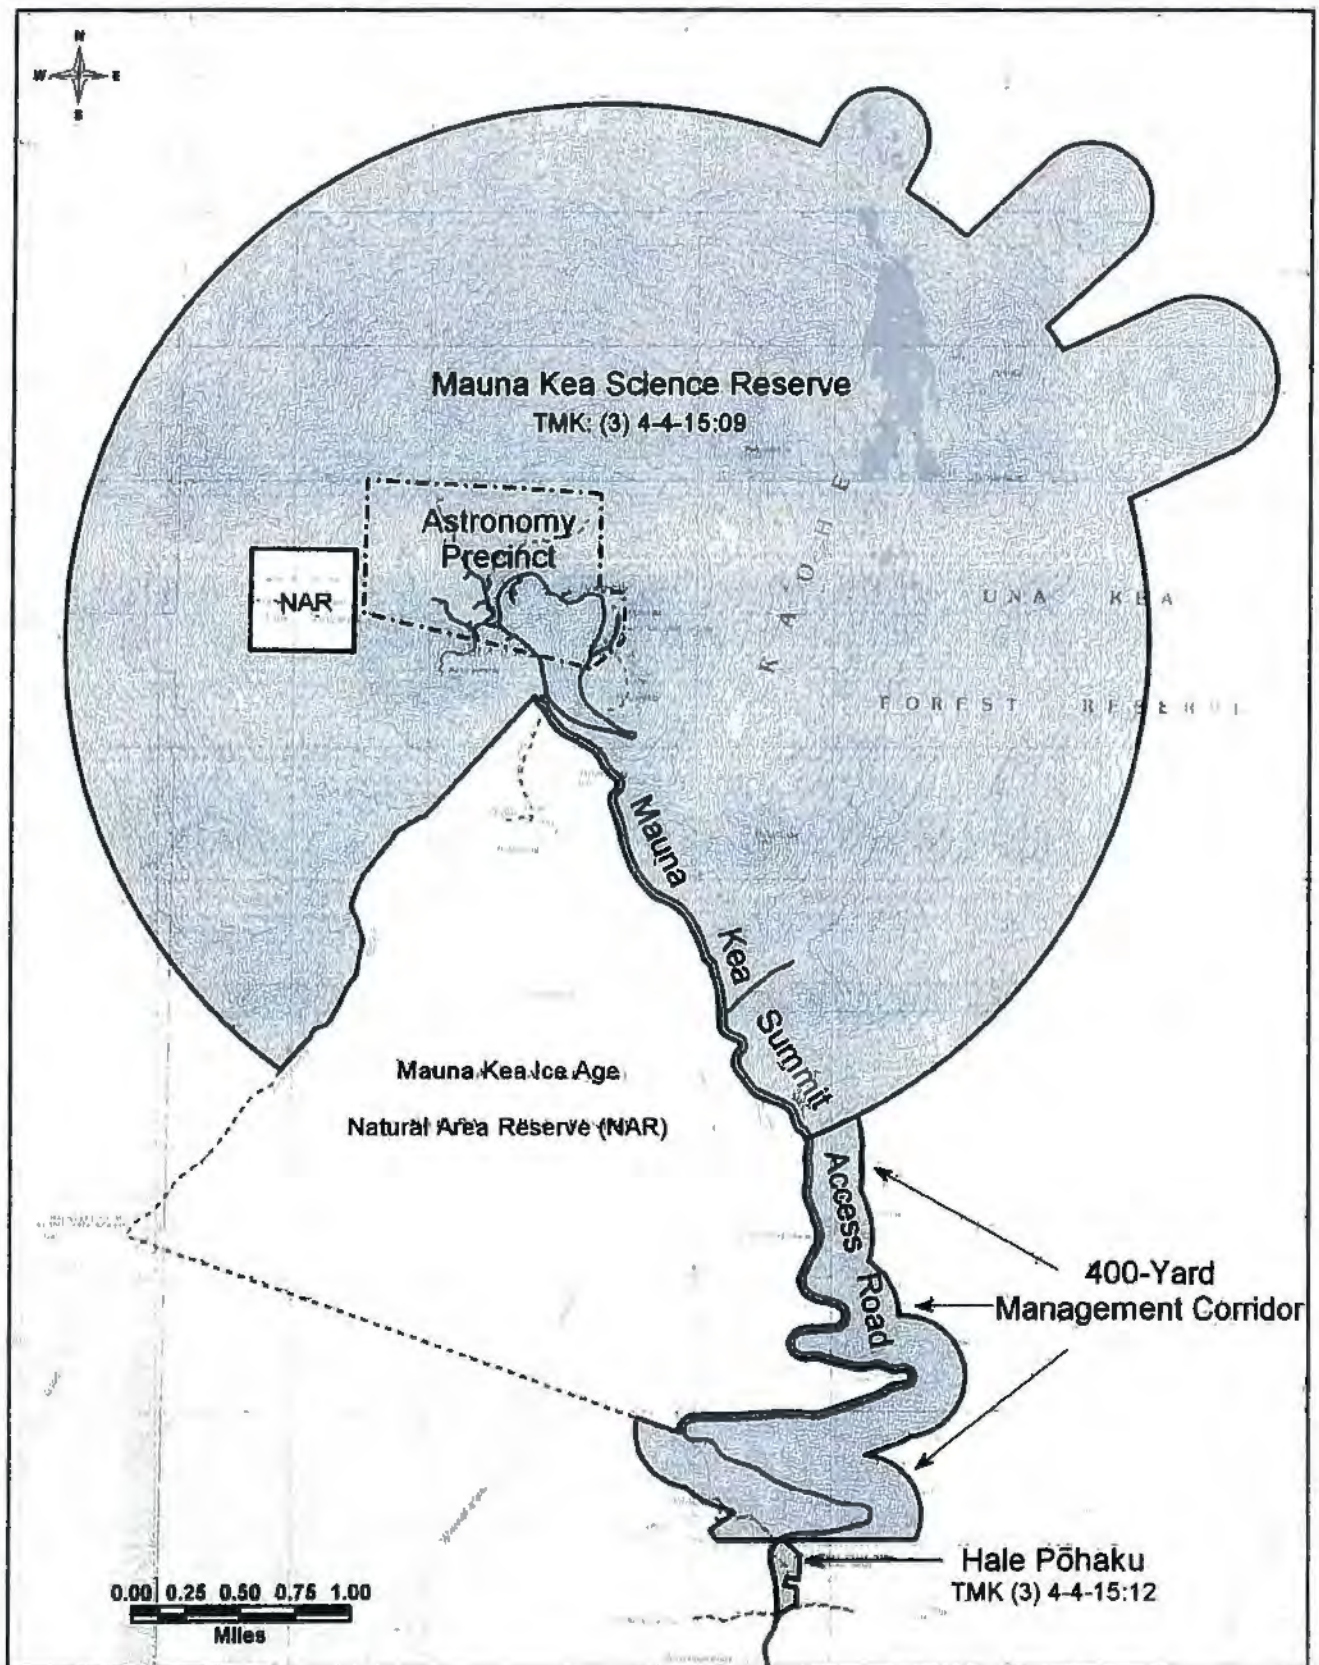 N
W E
S
Mauna Kea Science Reserve
TMK: (3) 4-4-15:09
Astronomy
Precinct
NAR
KAOHE
UNA KEA
FOREST RESERVE
Mauna
Kea
Summit
Access
Road
Mauna Kea Ice Age
Natural Area Reserve (NAR)
400-Yard
Management Corridor
Hale Pōhaku
TMK (3) 4-4-15:12
0.00 0.25 0.50 0.75 1.00
Miles